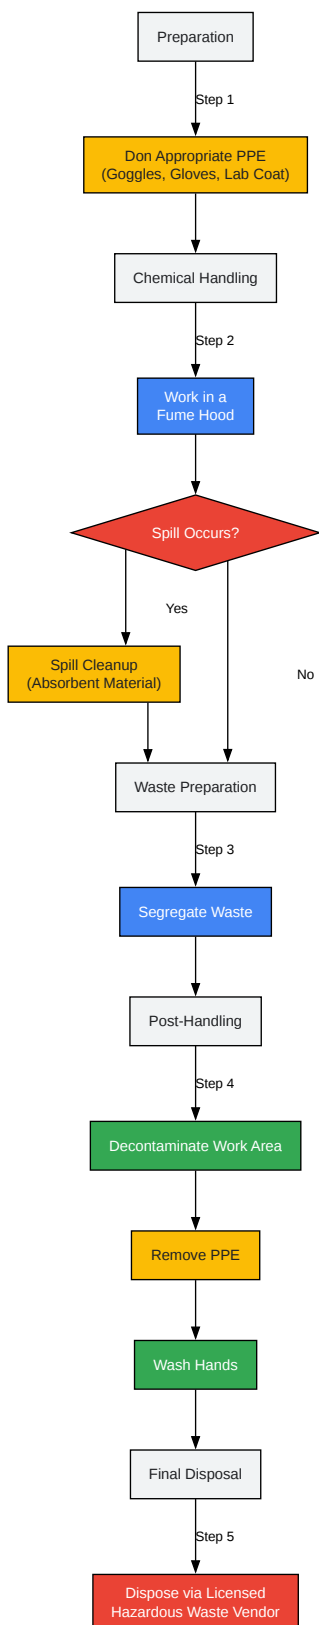 Preparation
Step 1
Don Appropriate PPE
(Goggles, Gloves, Lab Coat)
Chemical Handling
Step 2
Work in a
Fume Hood
Spill Occurs?
Yes
Spill Cleanup
(Absorbent Material)
No
Waste Preparation
Step 3
Segregate Waste
Post-Handling
Step 4
Decontaminate Work Area
Remove PPE
Wash Hands
Final Disposal
Step 5
Dispose via Licensed
Hazardous Waste Vendor